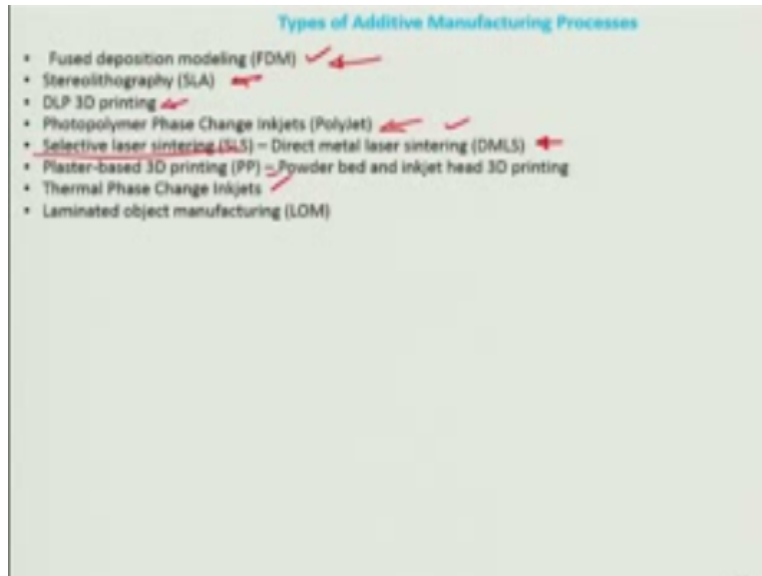 Types of Additive Manufacturing Processes
• Fused deposition modeling (FDM)
• Stereolithography (SLA)
• DLP 3D printing
• Photopolymer Phase Change Inkjets (PolyJet)
• Selective laser sintering (SLS) – Direct metal laser sintering (DMLS)
• Plaster-based 3D printing (PP) – Powder bed and inkjet head 3D printing
• Thermal Phase Change Inkjets
• Laminated object manufacturing (LOM)